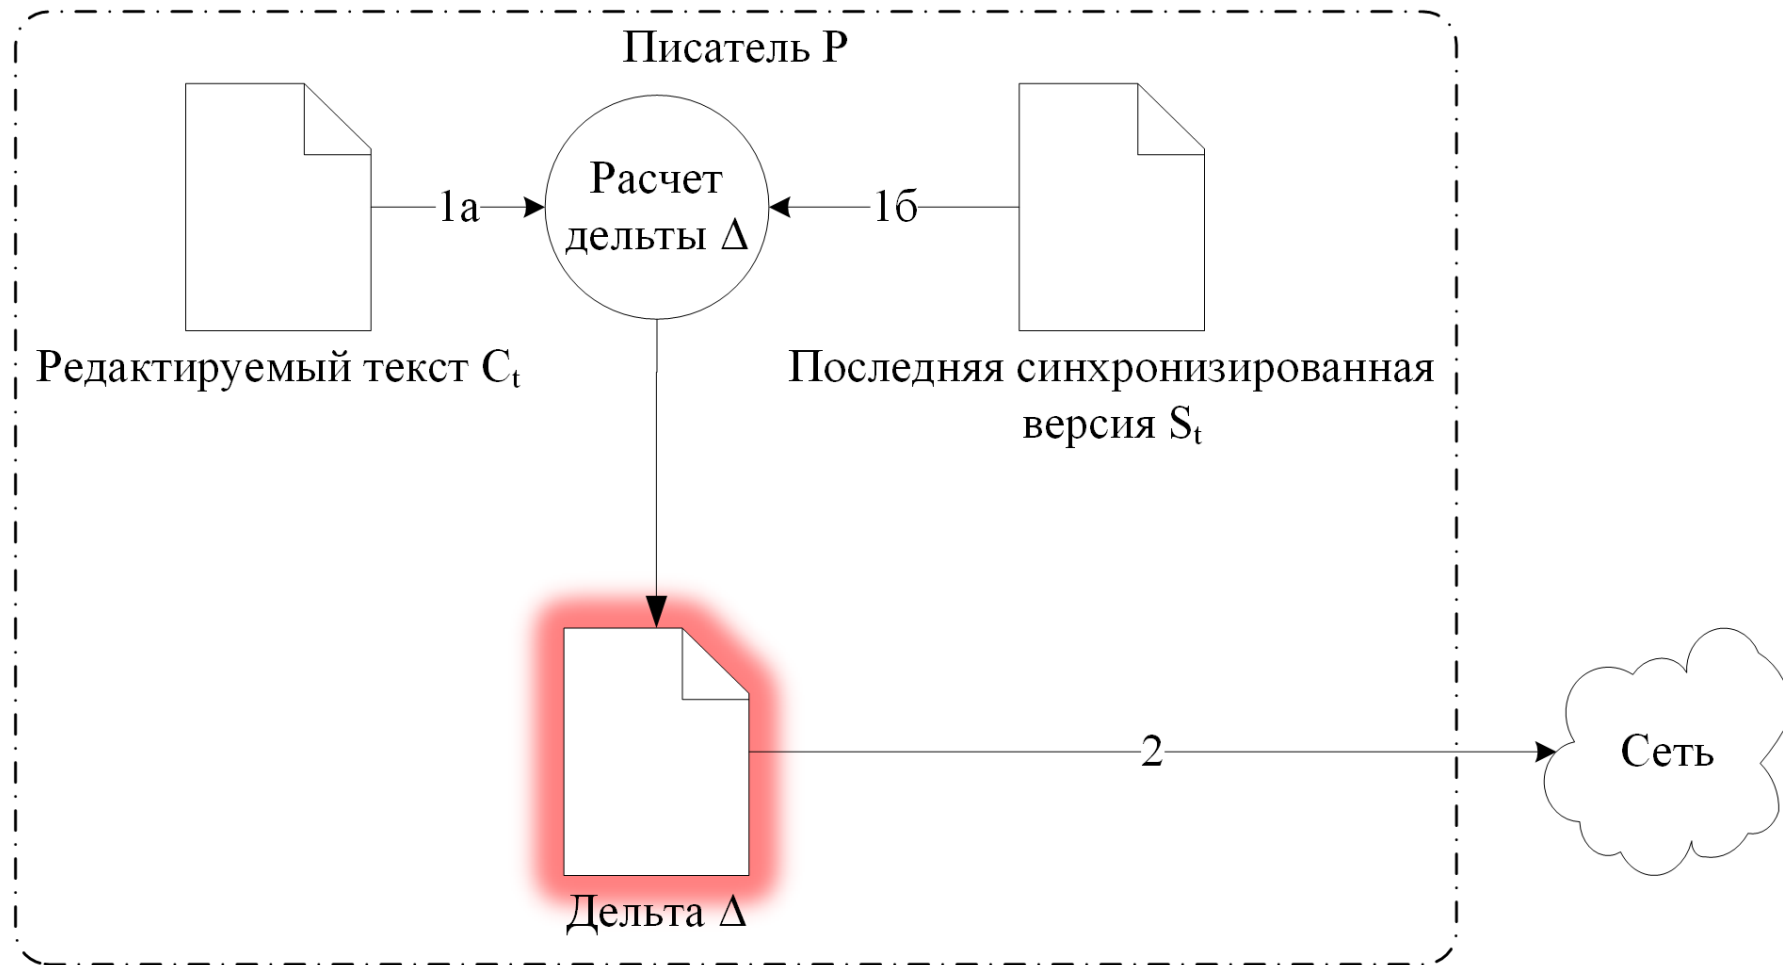 Писатель P
1а
Расчет
дельты Δ
1б
Редактируемый текст Cₜ
Последняя синхронизированная
версия Sₜ
2
Сеть
Дельта Δ